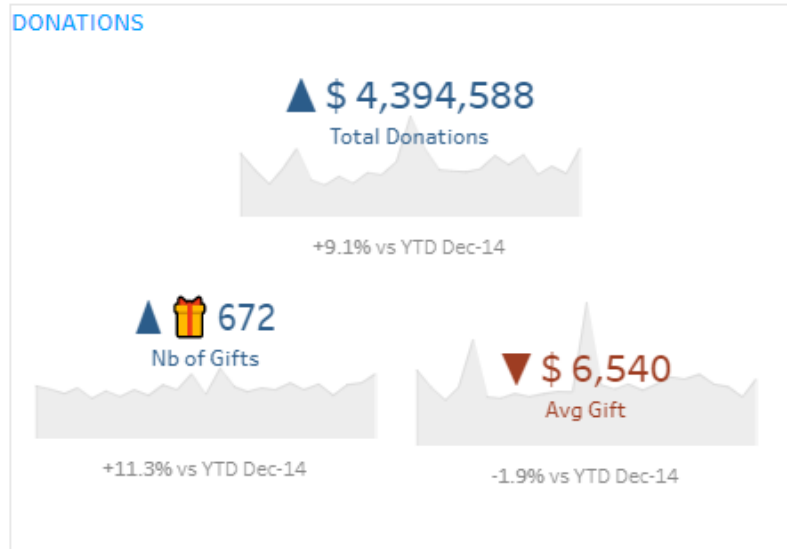 DONATIONS
▲ $ 4,394,588
Total Donations
+9.1% vs YTD Dec-14
▲ 🎁 672
Nb of Gifts
+11.3% vs YTD Dec-14
▼ $ 6,540
Avg Gift
-1.9% vs YTD Dec-14